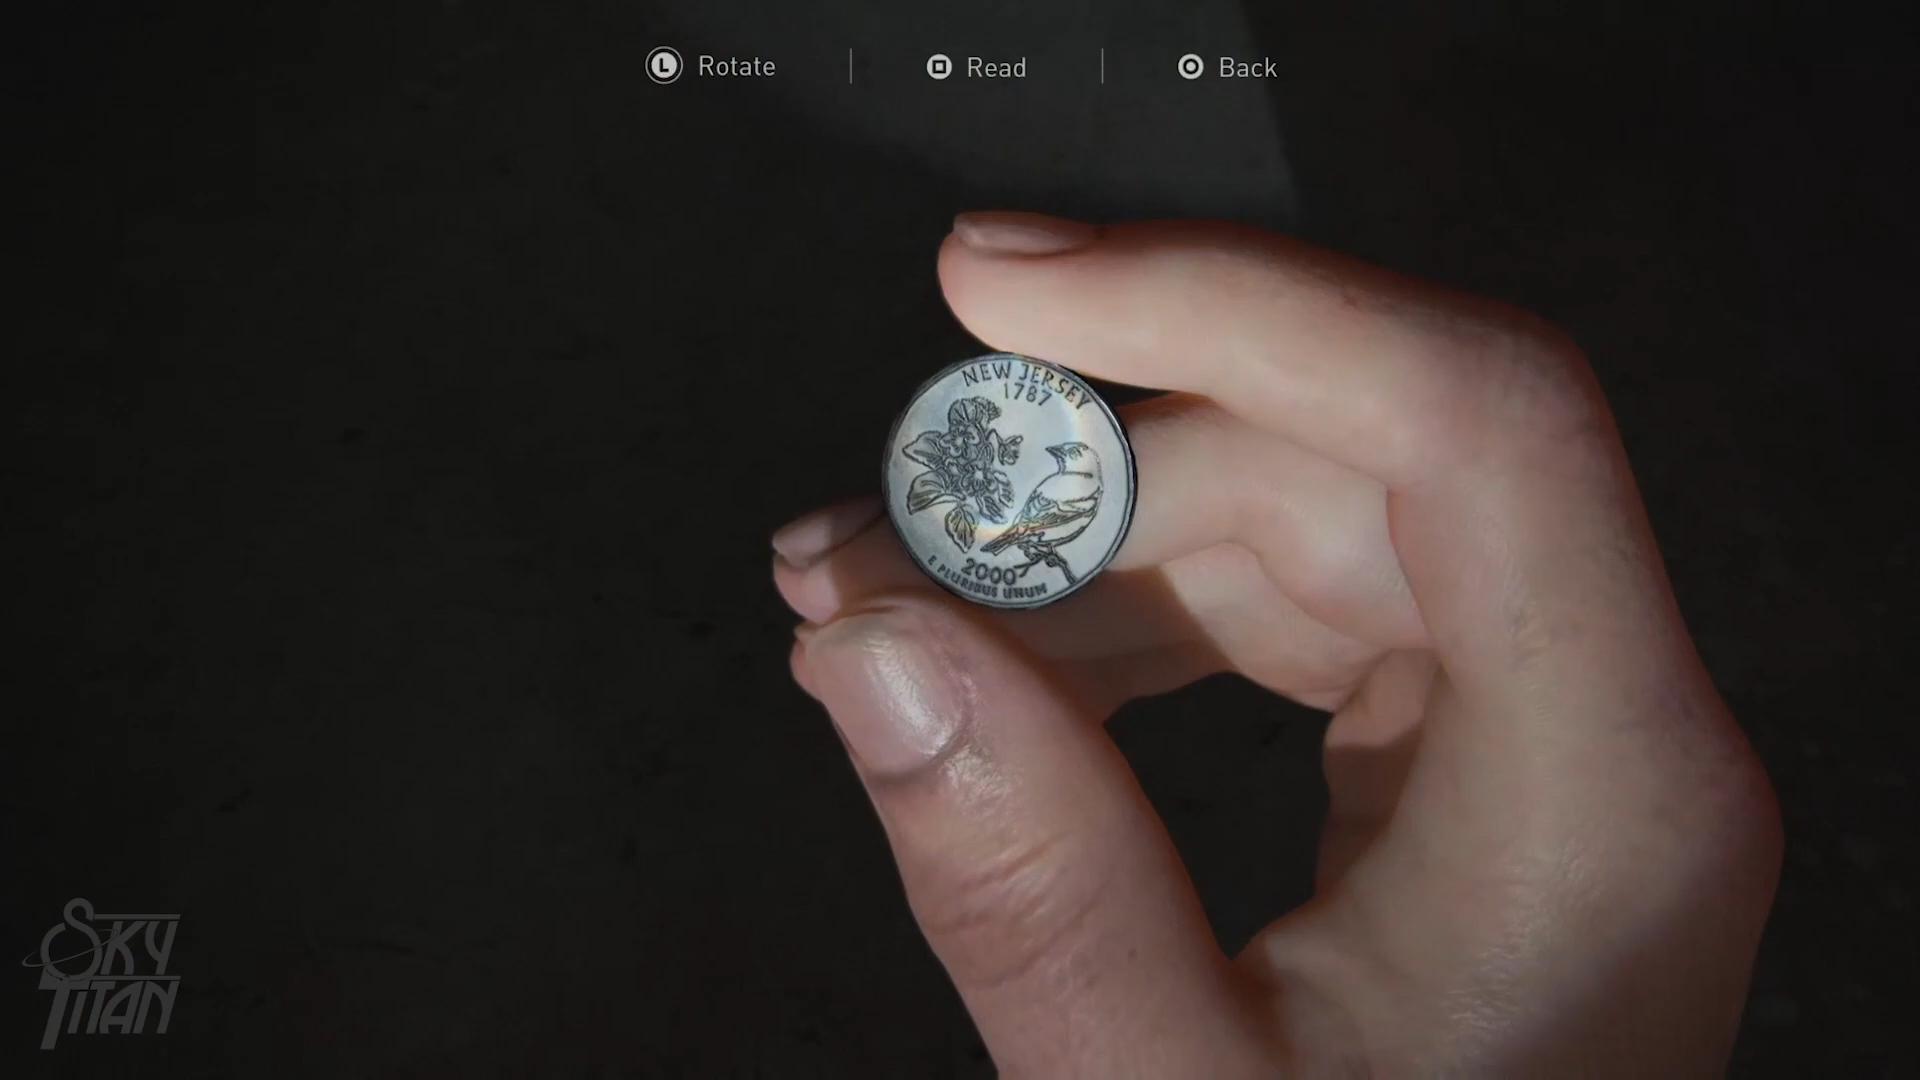 L Rotate Read Back
NEW JERSEY
1787
2000
E PLURIBUS UNUM
SKY
TITAN